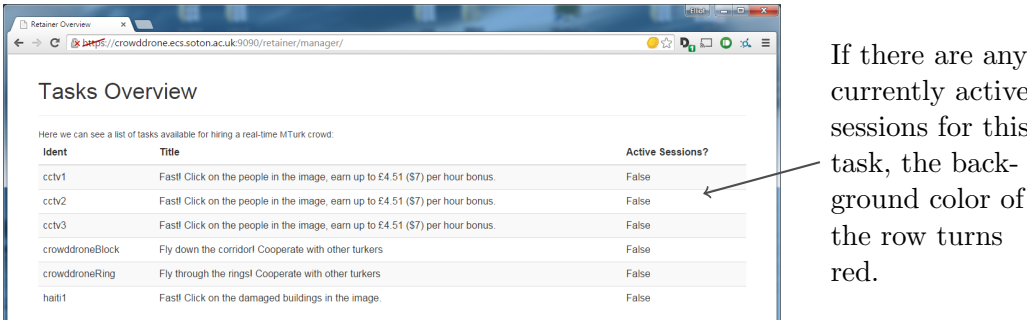 Elliot
Retainer Overview
https://crowddrone.ecs.soton.ac.uk:9090/retainer/manager/
Tasks Overview
Here we can see a list of tasks available for hiring a real-time MTurk crowd:
Ident Title Active Sessions?
cctv1 Fast! Click on the people in the image, earn up to £4.51 ($7) per hour bonus. False
cctv2 Fast! Click on the people in the image, earn up to £4.51 ($7) per hour bonus. False
cctv3 Fast! Click on the people in the image, earn up to £4.51 ($7) per hour bonus. False
crowddroneBlock Fly down the corridor! Cooperate with other turkers False
crowddroneRing Fly through the rings! Cooperate with other turkers False
haiti1 Fast! Click on the damaged buildings in the image. False
If there are any
currently active
sessions for this
task, the back-
ground color of
the row turns
red.